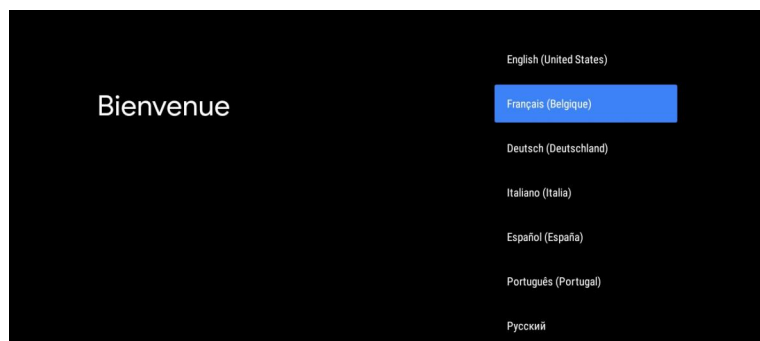 Bienvenue
English (United States)
Français (Belgique)
Deutsch (Deutschland)
Italiano (Italia)
Español (España)
Português (Portugal)
Русский